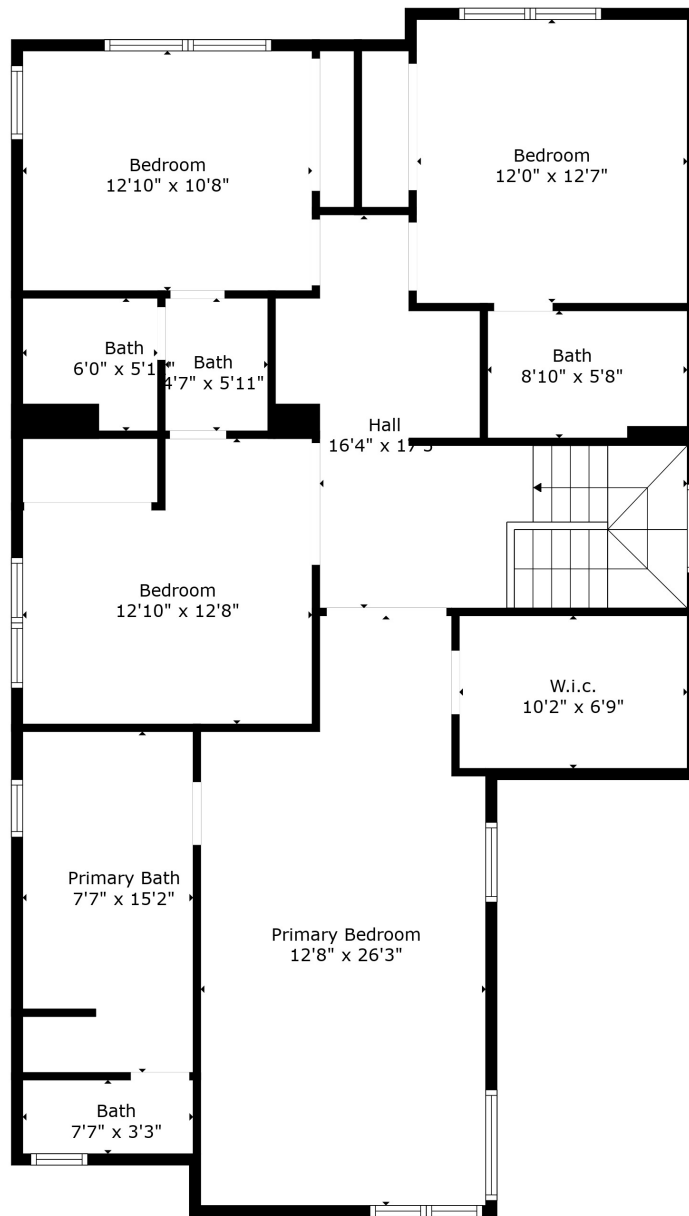 Bedroom
12'10" x 10'8"
Bedroom
12'0" x 12'7"
Bath
6'0" x 5'1
Bath
4'7" x 5'11"
Bath
8'10" x 5'8"
Hall
16'4" x 17'5
Bedroom
12'10" x 12'8"
W.i.c.
10'2" x 6'9"
Primary Bath
7'7" x 15'2"
Primary Bedroom
12'8" x 26'3"
Bath
7'7" x 3'3"